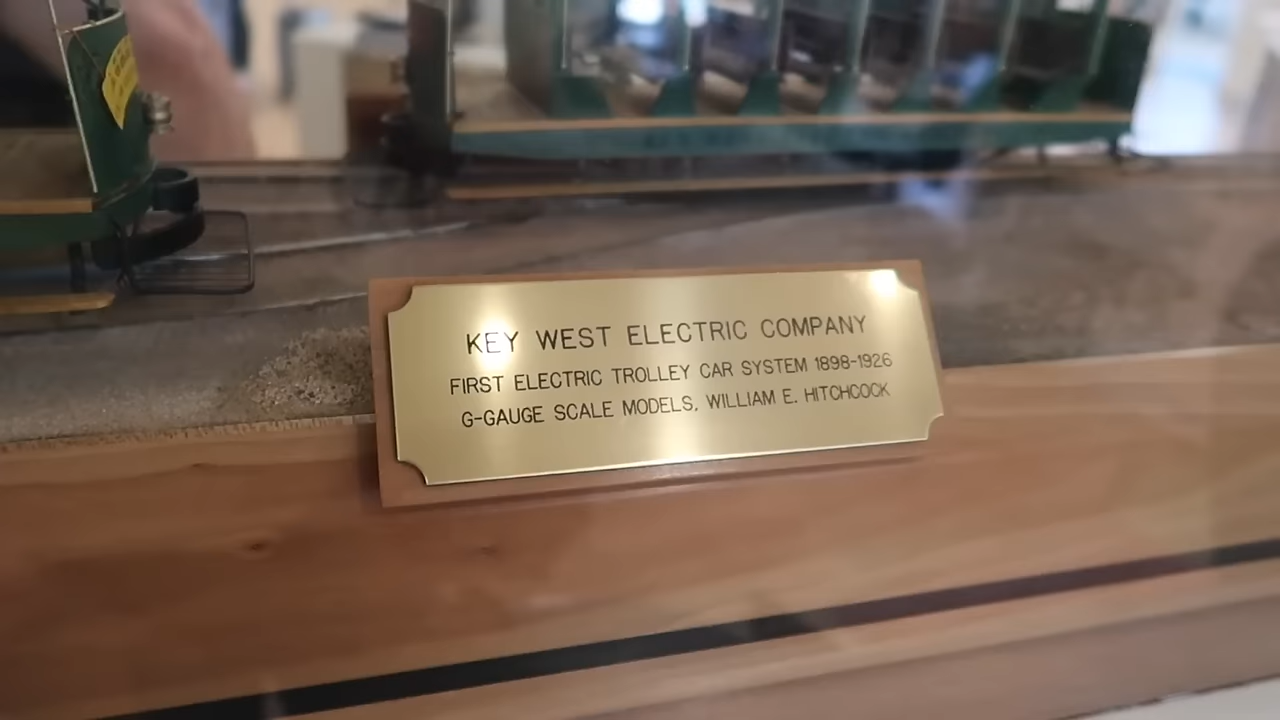 KEY WEST ELECTRIC COMPANY
FIRST ELECTRIC TROLLEY CAR SYSTEM 1898-1926
G-GAUGE SCALE MODELS, WILLIAM E. HITCHCOCK